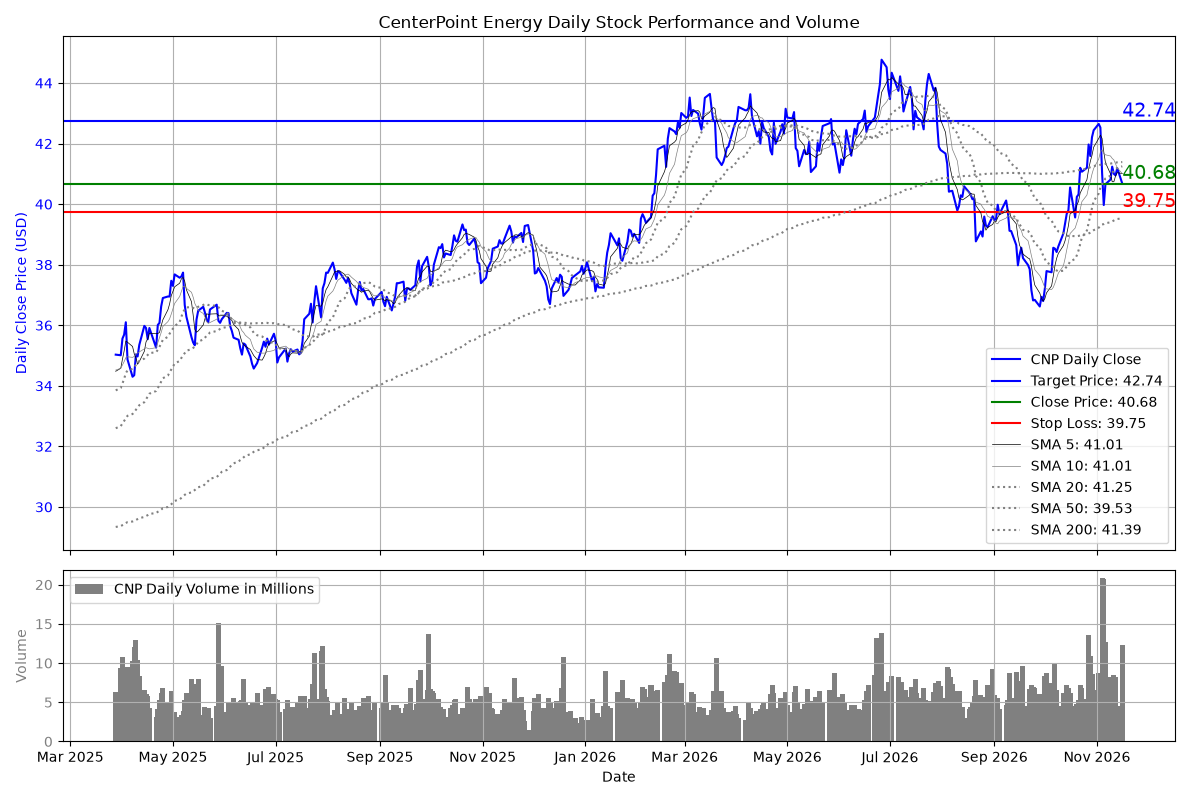 CenterPoint Energy Daily Stock Performance and Volume
Daily Close Price (USD)
44
42
40
38
36
34
32
30
42.74
40.68
39.75
CNP Daily Close
Target Price: 42.74
Close Price: 40.68
Stop Loss: 39.75
SMA 5: 41.01
SMA 10: 41.01
SMA 20: 41.25
SMA 50: 39.53
SMA 200: 41.39
Volume
20
15
10
5
0
CNP Daily Volume in Millions
Mar 2025
May 2025
Jul 2025
Sep 2025
Nov 2025
Jan 2026
Mar 2026
May 2026
Jul 2026
Sep 2026
Nov 2026
Date